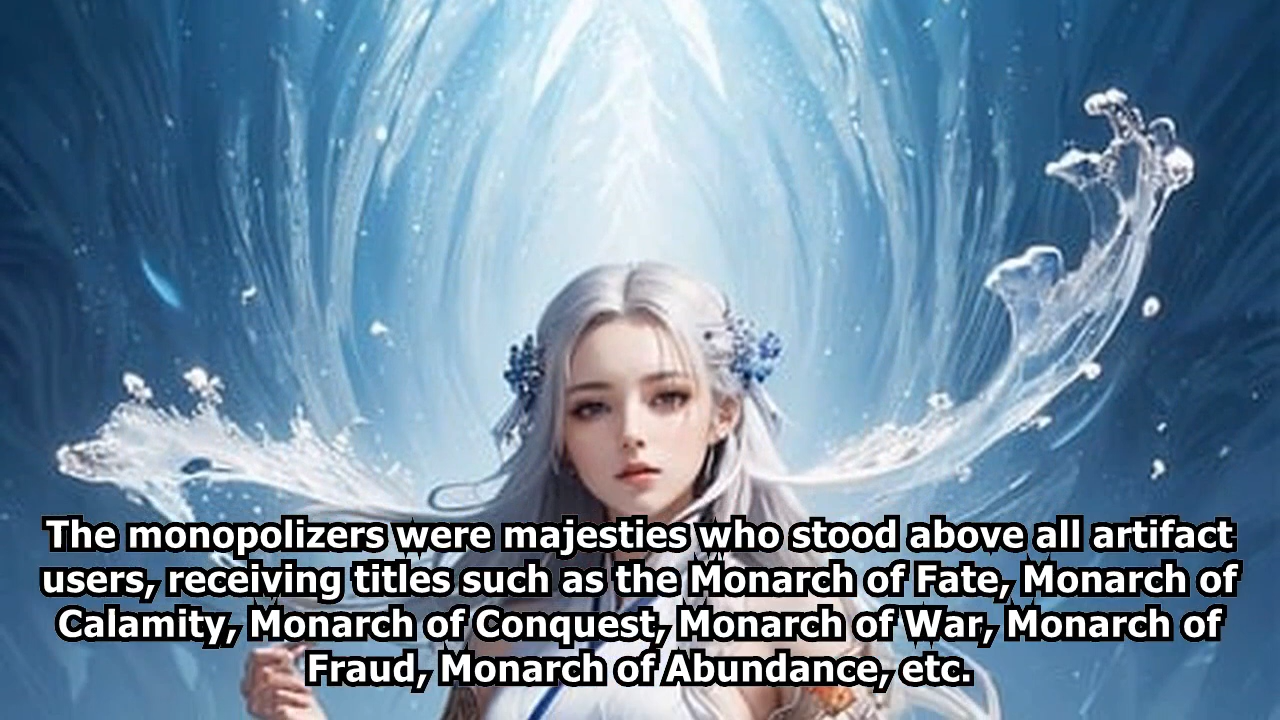 The monopolizers were majesties who stood above all artifact
users, receiving titles such as the Monarch of Fate, Monarch of
Calamity, Monarch of Conquest, Monarch of War, Monarch of
Fraud, Monarch of Abundance, etc.